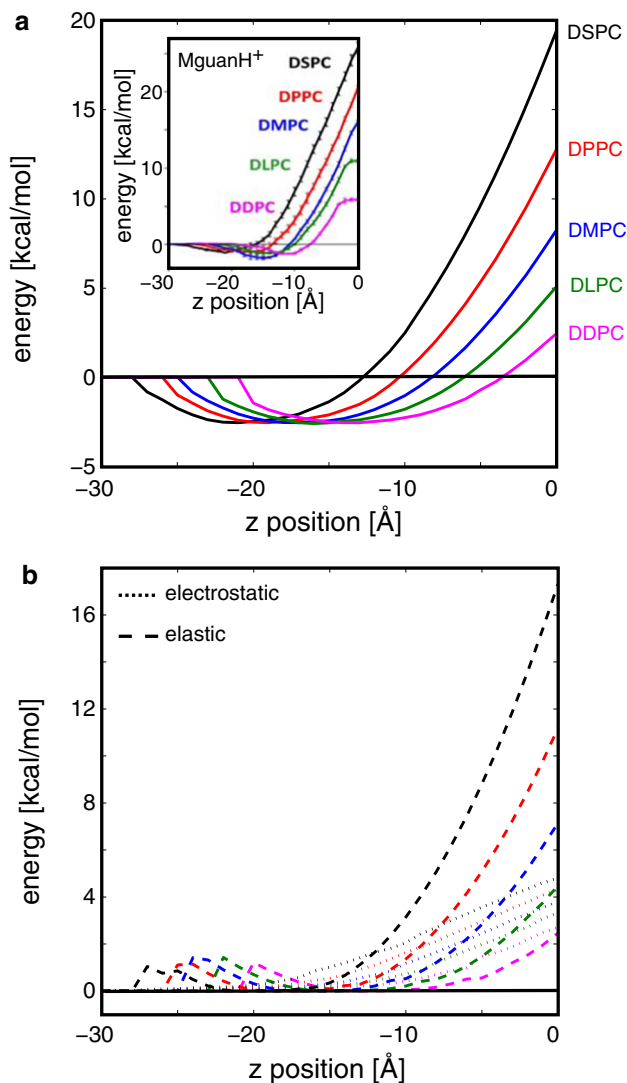 a
20
15
10
5
0
−5
energy [kcal/mol]
−30
−20
−10
0
z position [Å]
DSPC
DPPC
DMPC
DLPC
DDPC
MguanH+
20
10
0
energy [kcal/mol]
−30
−20
−10
0
z position [Å]
DSPC
DPPC
DMPC
DLPC
DDPC
b
electrostatic
elastic
16
12
8
4
0
energy [kcal/mol]
−30
−20
−10
0
z position [Å]